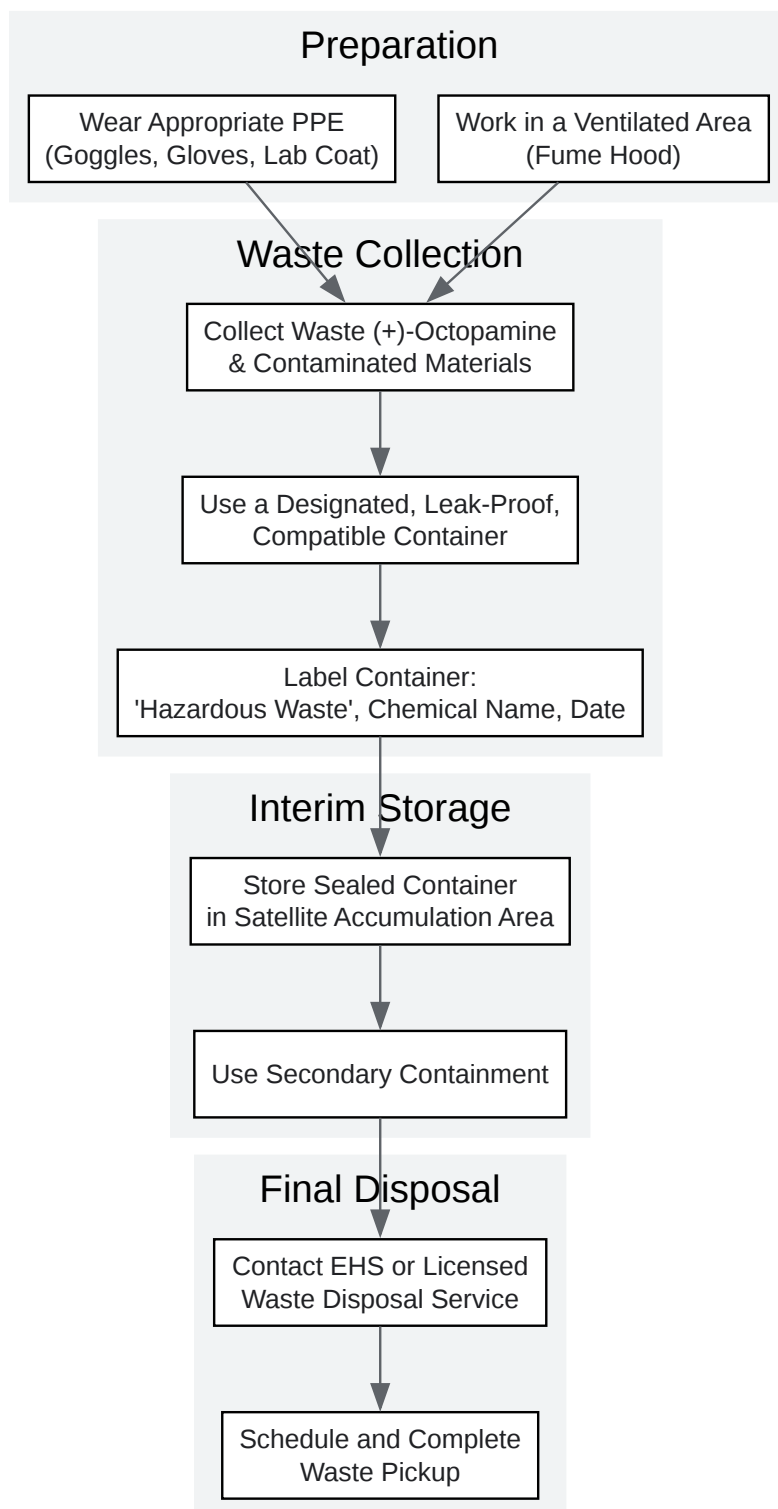 Preparation
Wear Appropriate PPE
(Goggles, Gloves, Lab Coat)
Work in a Ventilated Area
(Fume Hood)
Waste Collection
Collect Waste (+)-Octopamine
& Contaminated Materials
Use a Designated, Leak-Proof,
Compatible Container
Label Container:
'Hazardous Waste', Chemical Name, Date
Interim Storage
Store Sealed Container
in Satellite Accumulation Area
Use Secondary Containment
Final Disposal
Contact EHS or Licensed
Waste Disposal Service
Schedule and Complete
Waste Pickup